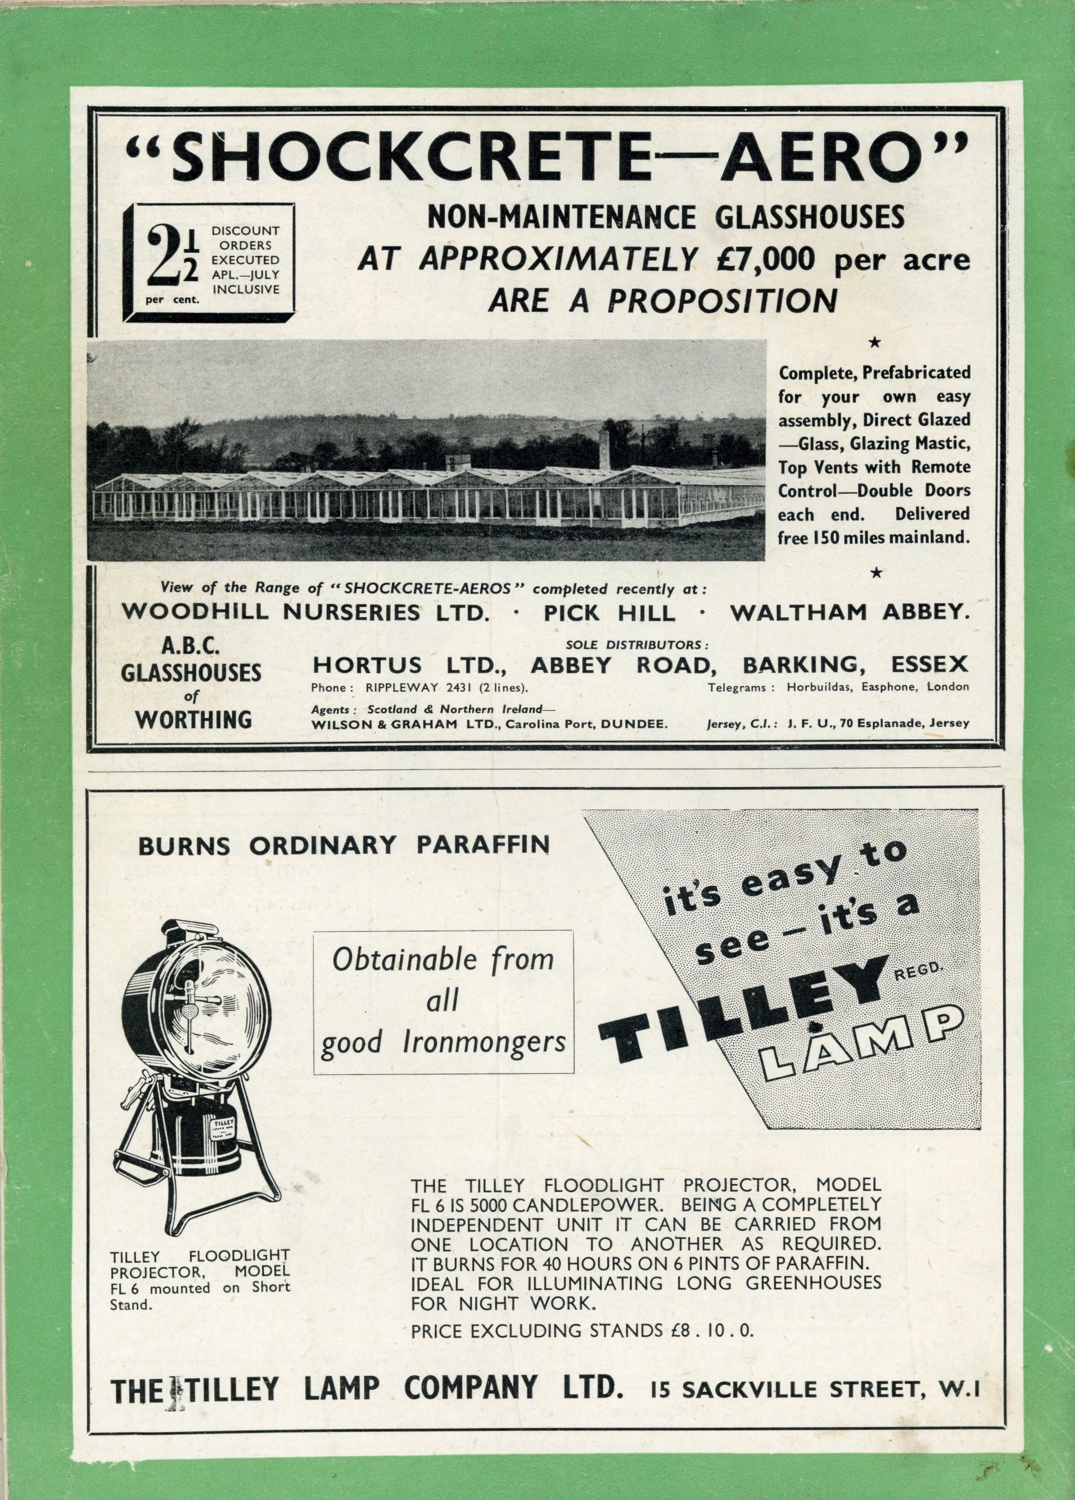 “SHOCKCRETE—AERO”
2½
per cent.
DISCOUNT
ORDERS
EXECUTED
APL.—JULY
INCLUSIVE
NON-MAINTENANCE GLASSHOUSES
AT APPROXIMATELY £7,000 per acre
ARE A PROPOSITION
★
Complete, Prefabricated
for your own easy
assembly, Direct Glazed
—Glass, Glazing Mastic,
Top Vents with Remote
Control—Double Doors
each end. Delivered
free 150 miles mainland.
★
View of the Range of “SHOCKCRETE-AEROS” completed recently at :
WOODHILL NURSERIES LTD. · PICK HILL · WALTHAM ABBEY.
A.B.C.
GLASSHOUSES
of
WORTHING
SOLE DISTRIBUTORS :
HORTUS LTD., ABBEY ROAD, BARKING, ESSEX
Phone : RIPPLEWAY 2431 (2 lines). Telegrams : Horbuildas, Easphone, London
Agents : Scotland & Northern Ireland—
WILSON & GRAHAM LTD., Carolina Port, DUNDEE. Jersey, C.I. : J. F. U., 70 Esplanade, Jersey
BURNS ORDINARY PARAFFIN
it's easy to
see – it's a
TILLEY REGD.
LAMP
Obtainable from
all
good Ironmongers
TILLEY
TILLEY FLOODLIGHT
PROJECTOR, MODEL
FL 6 mounted on Short
Stand.
THE TILLEY FLOODLIGHT PROJECTOR, MODEL
FL 6 IS 5000 CANDLEPOWER. BEING A COMPLETELY
INDEPENDENT UNIT IT CAN BE CARRIED FROM
ONE LOCATION TO ANOTHER AS REQUIRED.
IT BURNS FOR 40 HOURS ON 6 PINTS OF PARAFFIN.
IDEAL FOR ILLUMINATING LONG GREENHOUSES
FOR NIGHT WORK.
PRICE EXCLUDING STANDS £8 . 10 . 0.
THE TILLEY LAMP COMPANY LTD. 15 SACKVILLE STREET, W.1